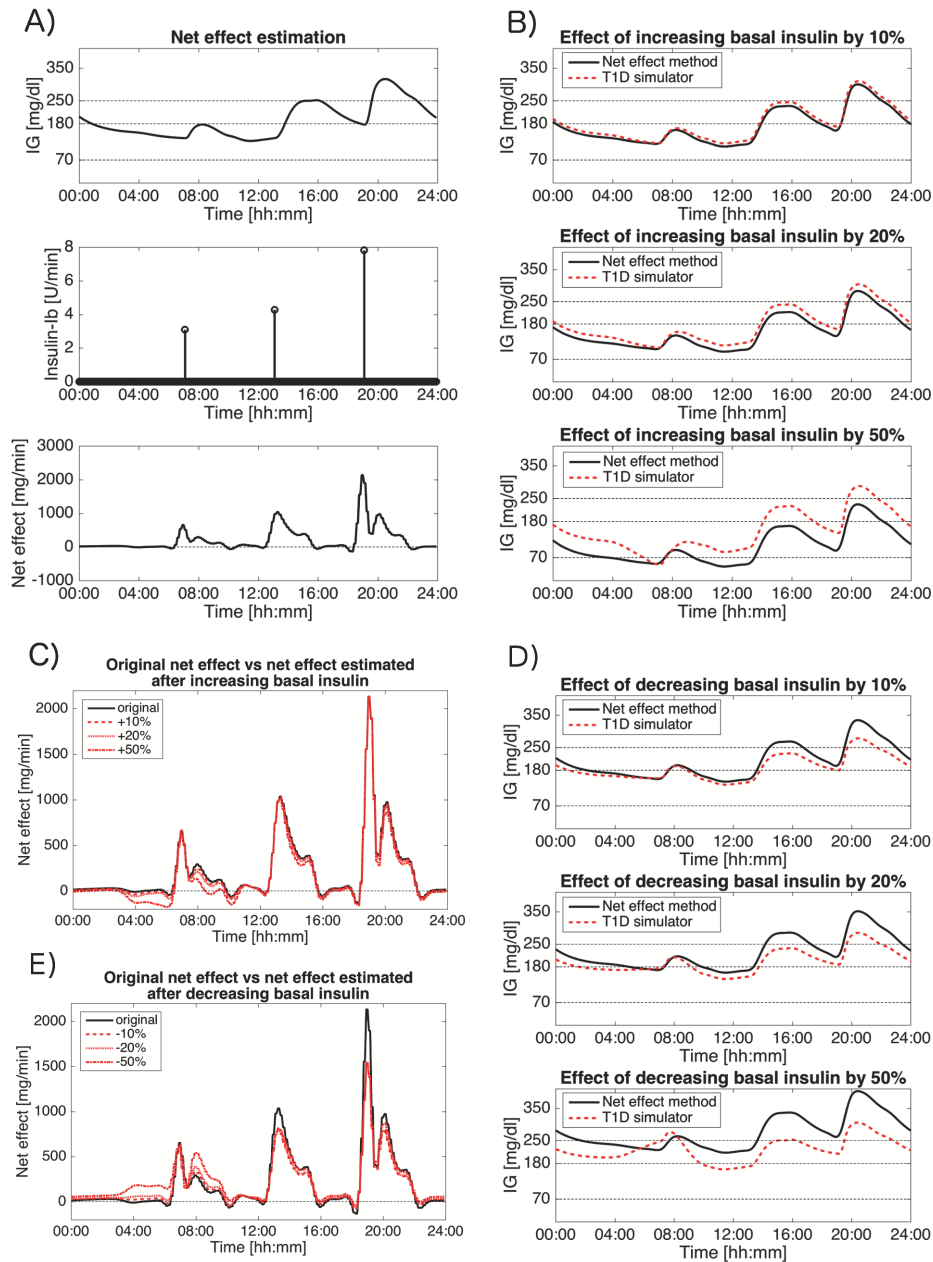 A)
Net effect estimation
IG [mg/dl]
350
250
180
70
00:00 04:00 08:00 12:00 16:00 20:00 24:00
Time [hh:mm]
Insulin-Ib [U/min]
8
6
4
2
0
00:00 04:00 08:00 12:00 16:00 20:00 24:00
Time [hh:mm]
Net effect [mg/min]
3000
2000
1000
0
-1000
00:00 04:00 08:00 12:00 16:00 20:00 24:00
Time [hh:mm]
B)
Effect of increasing basal insulin by 10%
Net effect method
T1D simulator
IG [mg/dl]
350
250
180
70
00:00 04:00 08:00 12:00 16:00 20:00 24:00
Time [hh:mm]
Effect of increasing basal insulin by 20%
Net effect method
T1D simulator
IG [mg/dl]
350
250
180
70
00:00 04:00 08:00 12:00 16:00 20:00 24:00
Time [hh:mm]
Effect of increasing basal insulin by 50%
Net effect method
T1D simulator
IG [mg/dl]
350
250
180
70
00:00 04:00 08:00 12:00 16:00 20:00 24:00
Time [hh:mm]
C)
Original net effect vs net effect estimated
after increasing basal insulin
original
+10%
+20%
+50%
Net effect [mg/min]
2000
1500
1000
500
0
00:00 04:00 08:00 12:00 16:00 20:00 24:00
Time [hh:mm]
D)
Effect of decreasing basal insulin by 10%
Net effect method
T1D simulator
IG [mg/dl]
350
250
180
70
00:00 04:00 08:00 12:00 16:00 20:00 24:00
Time [hh:mm]
Effect of decreasing basal insulin by 20%
Net effect method
T1D simulator
IG [mg/dl]
350
250
180
70
00:00 04:00 08:00 12:00 16:00 20:00 24:00
Time [hh:mm]
Effect of decreasing basal insulin by 50%
Net effect method
T1D simulator
IG [mg/dl]
350
250
180
70
00:00 04:00 08:00 12:00 16:00 20:00 24:00
Time [hh:mm]
E)
Original net effect vs net effect estimated
after decreasing basal insulin
original
-10%
-20%
-50%
Net effect [mg/min]
2000
1500
1000
500
0
00:00 04:00 08:00 12:00 16:00 20:00 24:00
Time [hh:mm]